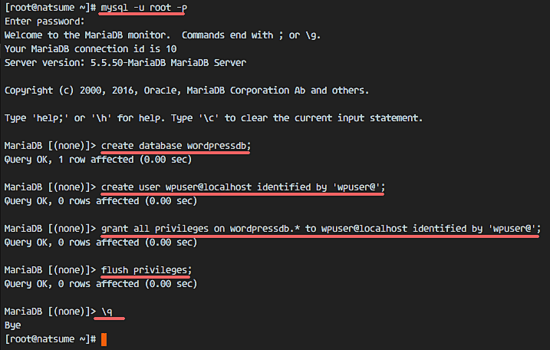 [root@natsume ~]# mysql -u root -p
Enter password:
Welcome to the MariaDB monitor.  Commands end with ; or \g.
Your MariaDB connection id is 10
Server version: 5.5.50-MariaDB MariaDB Server
Copyright (c) 2000, 2016, Oracle, MariaDB Corporation Ab and others.
Type 'help;' or '\h' for help. Type '\c' to clear the current input statement.
MariaDB [(none)]> create database wordpressdb;
Query OK, 1 row affected (0.00 sec)
MariaDB [(none)]> create user wpuser@localhost identified by 'wpuser@';
Query OK, 0 rows affected (0.00 sec)
MariaDB [(none)]> grant all privileges on wordpressdb.* to wpuser@localhost identified by 'wpuser@';
Query OK, 0 rows affected (0.00 sec)
MariaDB [(none)]> flush privileges;
Query OK, 0 rows affected (0.00 sec)
MariaDB [(none)]> \q
Bye
[root@natsume ~]#